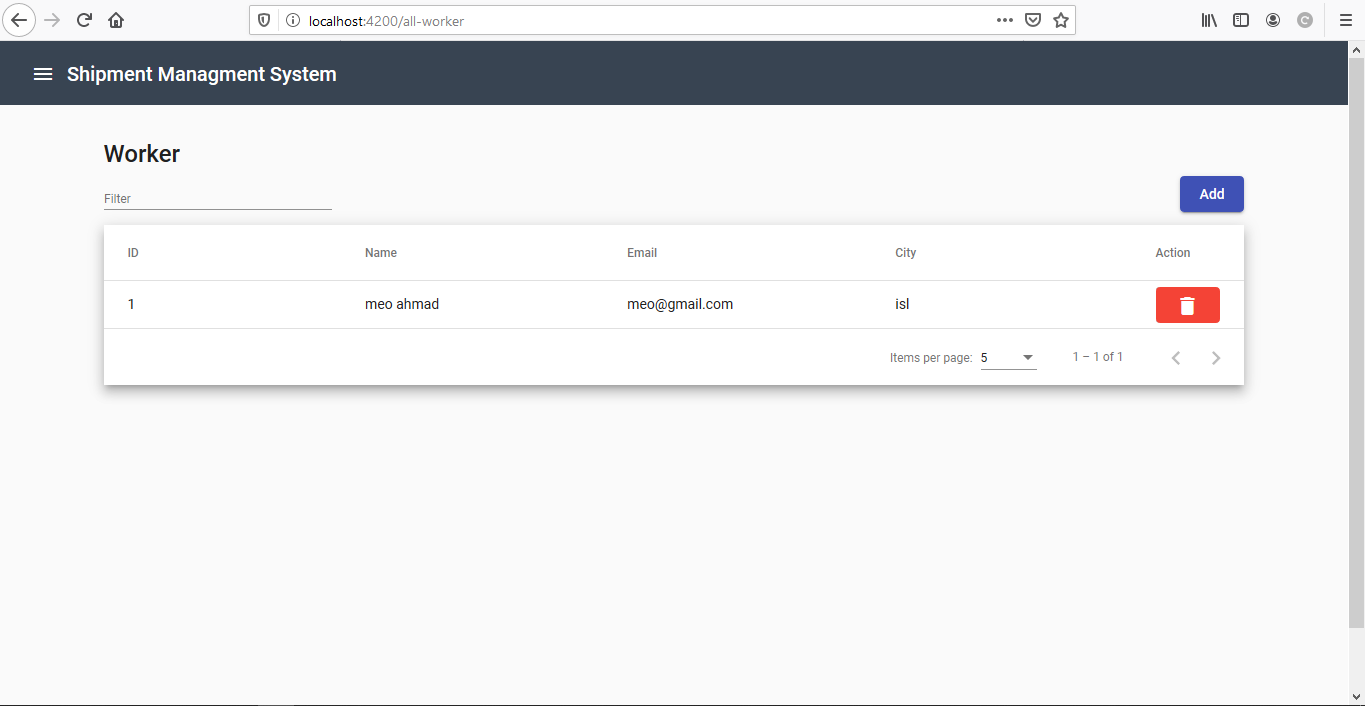 localhost:4200/all-worker
Shipment Managment System
Worker
Filter
Add
ID Name Email City Action
1 meo ahmad meo@gmail.com isl
Items per page: 5 1 – 1 of 1